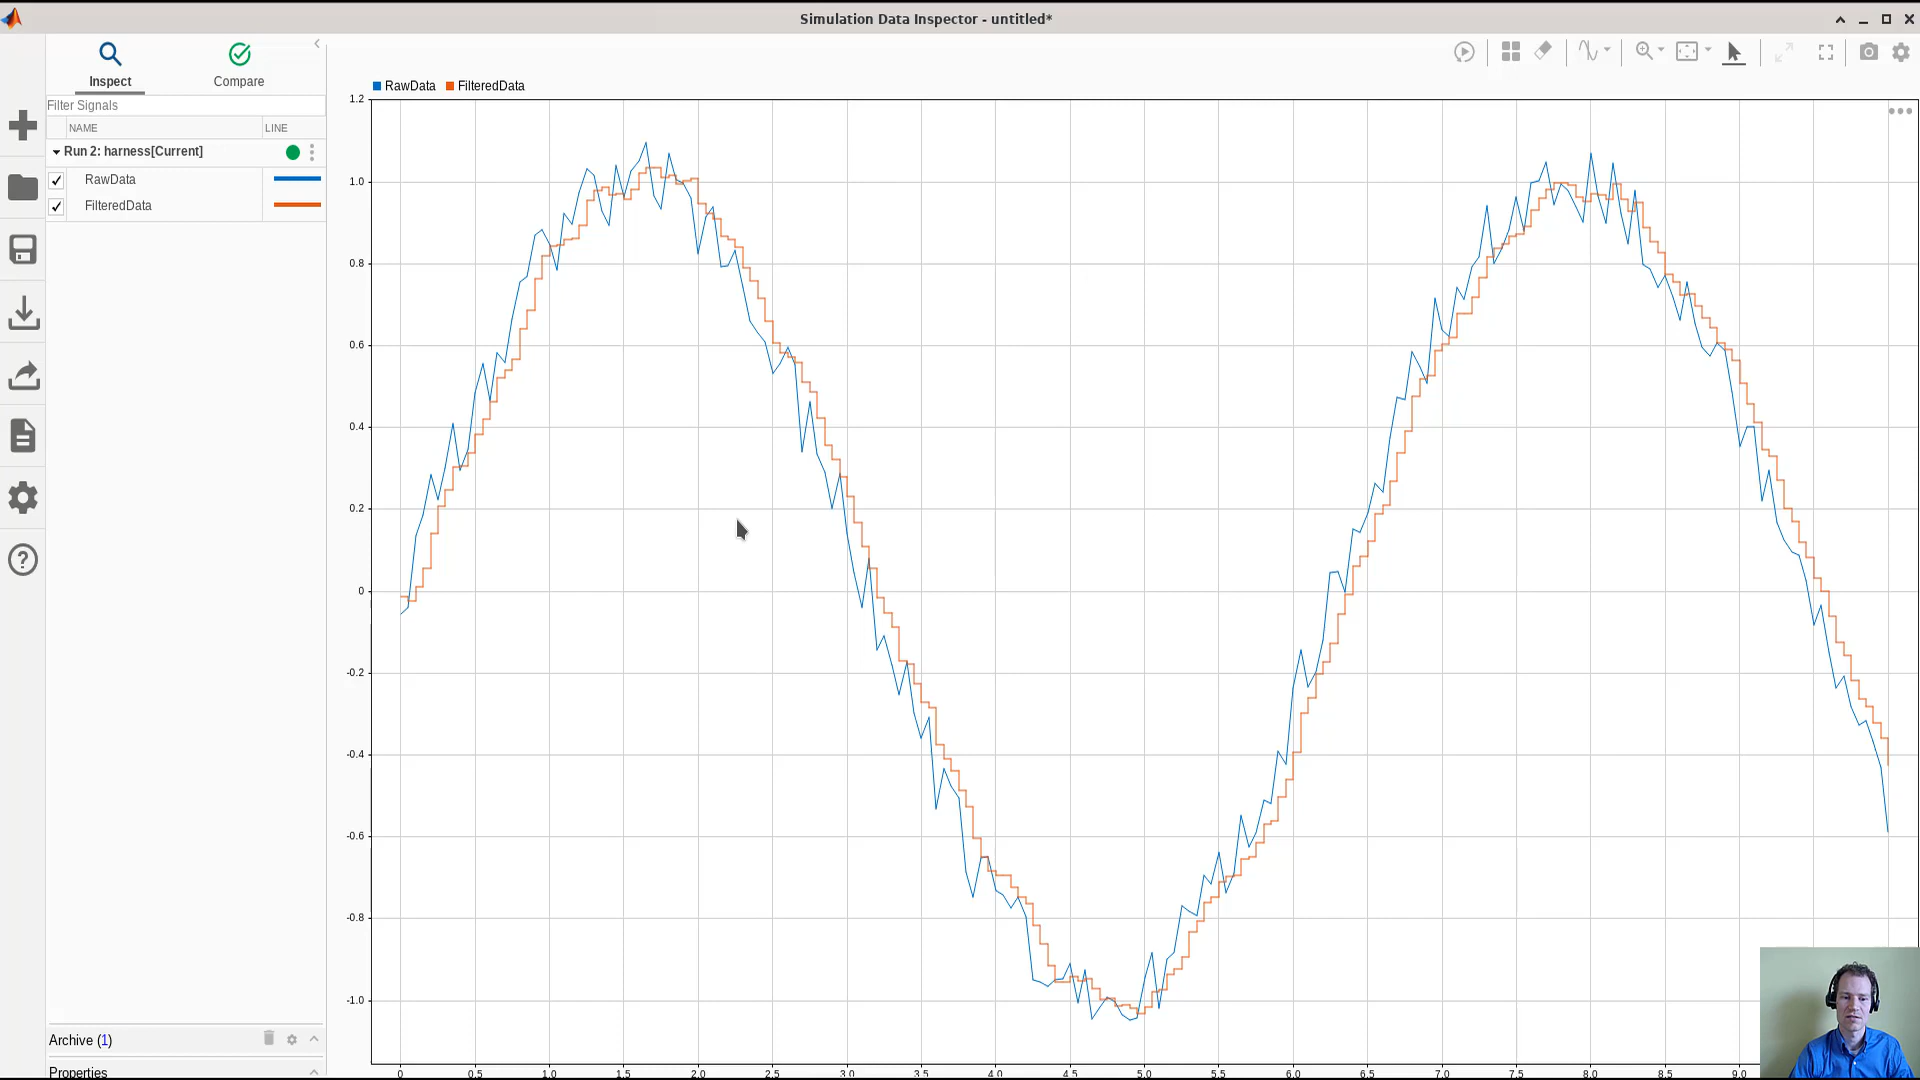 Simulation Data Inspector - untitled*
Inspect
Compare
Filter Signals
NAME
LINE
Run 2: harness[Current]
RawData
FilteredData
Archive (1)
Properties
RawData
FilteredData
1.2
1.0
0.8
0.6
0.4
0.2
0
-0.2
-0.4
-0.6
-0.8
-1.0
0 0.5 1.0 1.5 2.0 2.5 3.0 3.5 4.0 4.5 5.0 5.5 6.0 6.5 7.0 7.5 8.0 8.5 9.0